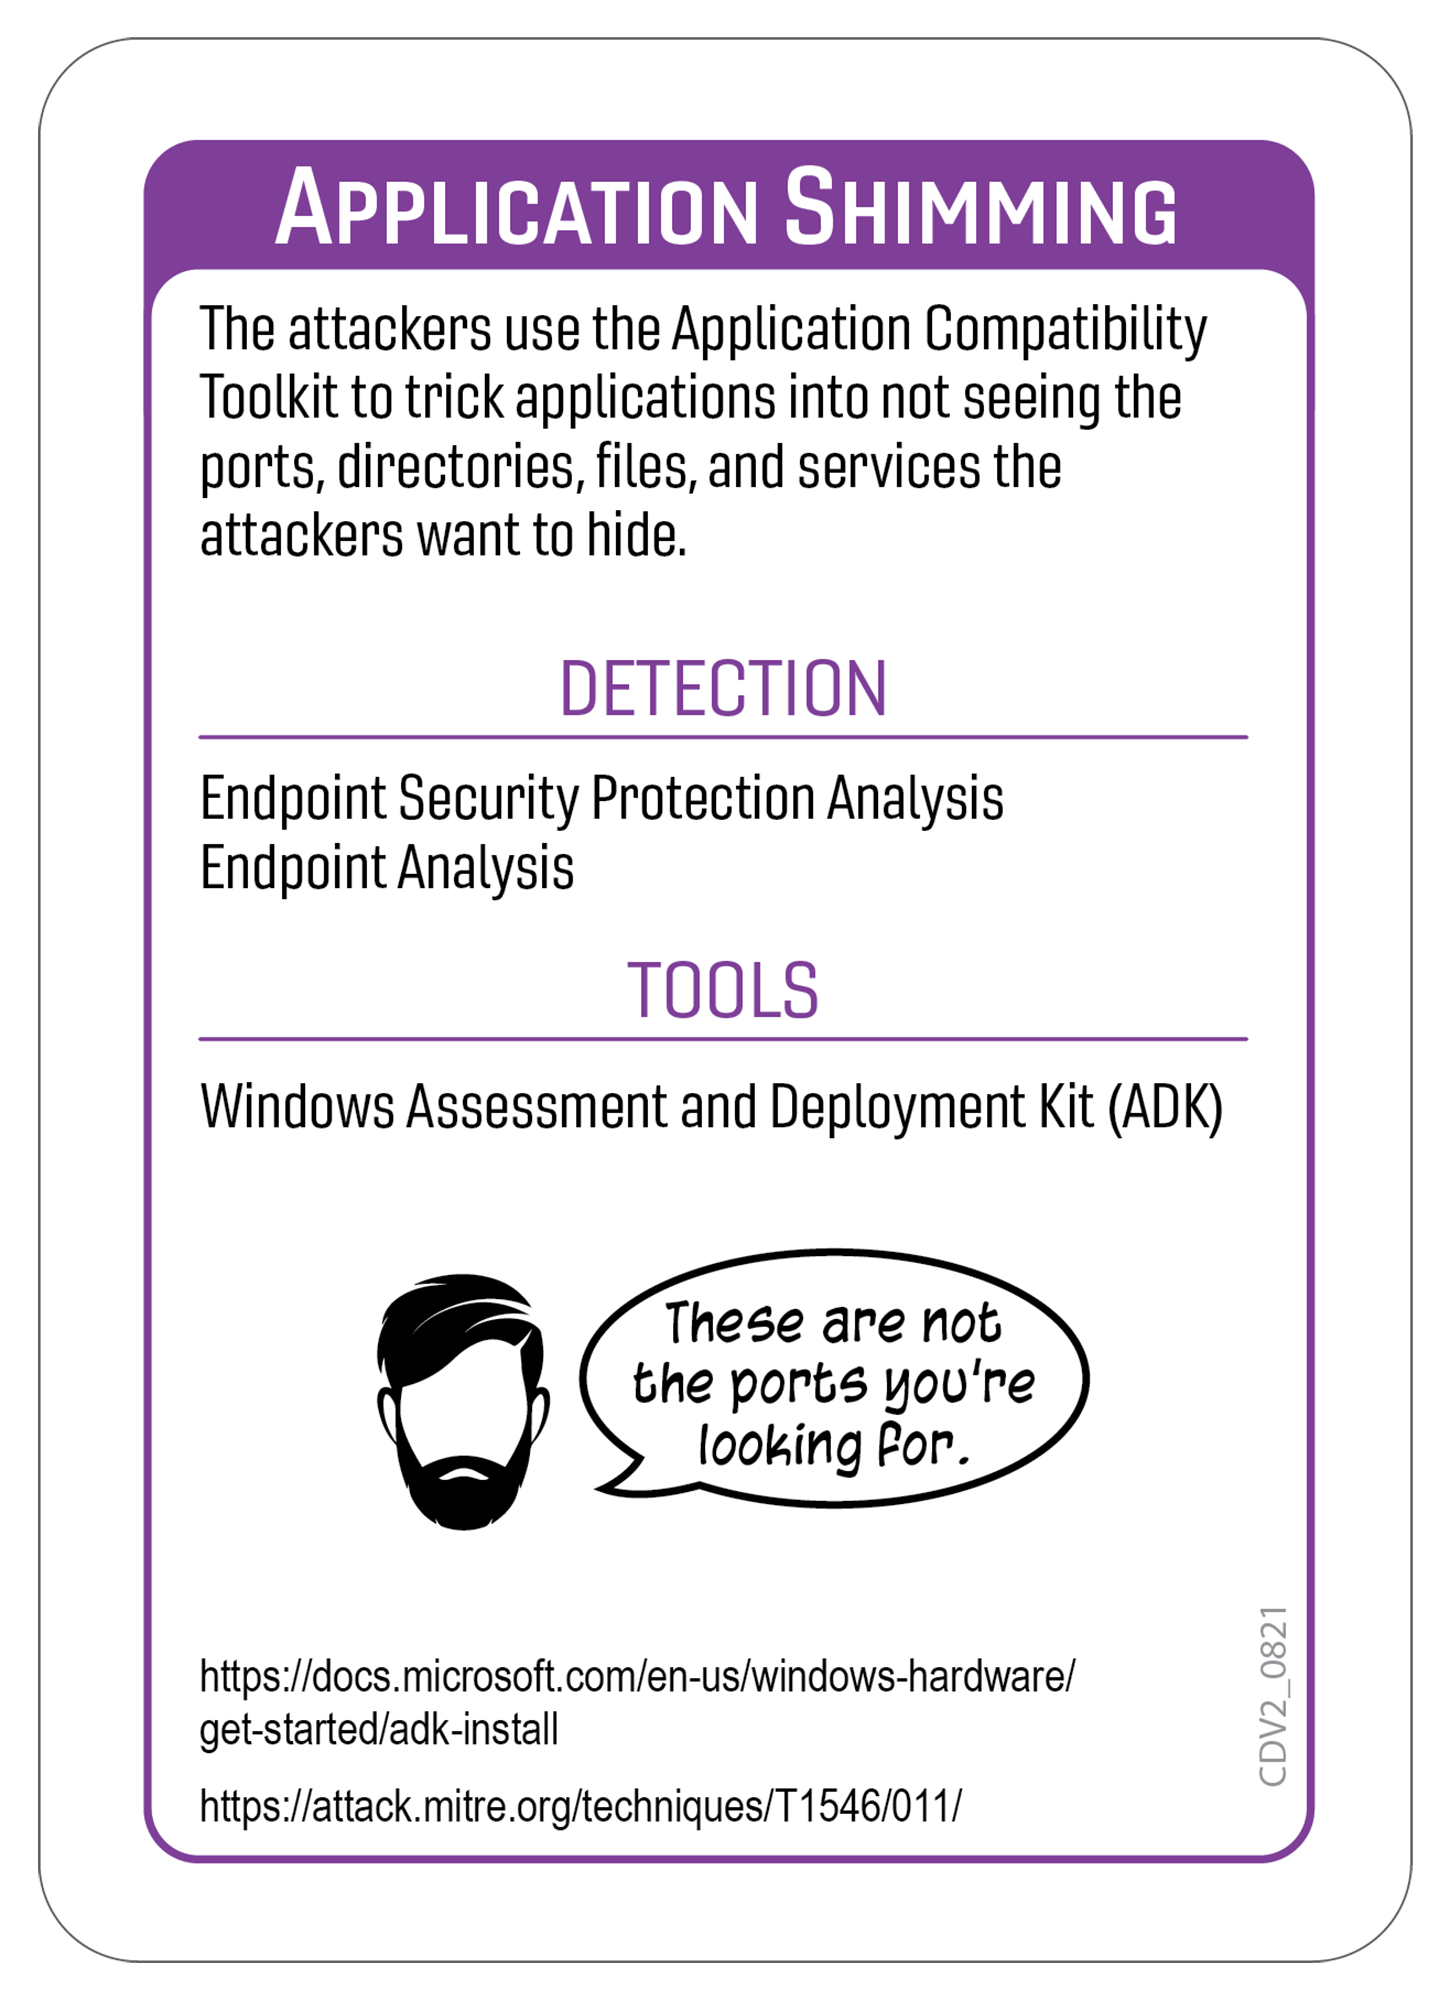 APPLICATION SHIMMING
The attackers use the Application Compatibility
Toolkit to trick applications into not seeing the
ports, directories, files, and services the
attackers want to hide.
DETECTION
Endpoint Security Protection Analysis
Endpoint Analysis
TOOLS
Windows Assessment and Deployment Kit (ADK)
These are not
the ports you're
looking for.
https://docs.microsoft.com/en-us/windows-hardware/
get-started/adk-install
https://attack.mitre.org/techniques/T1546/011/
CDV2_0821